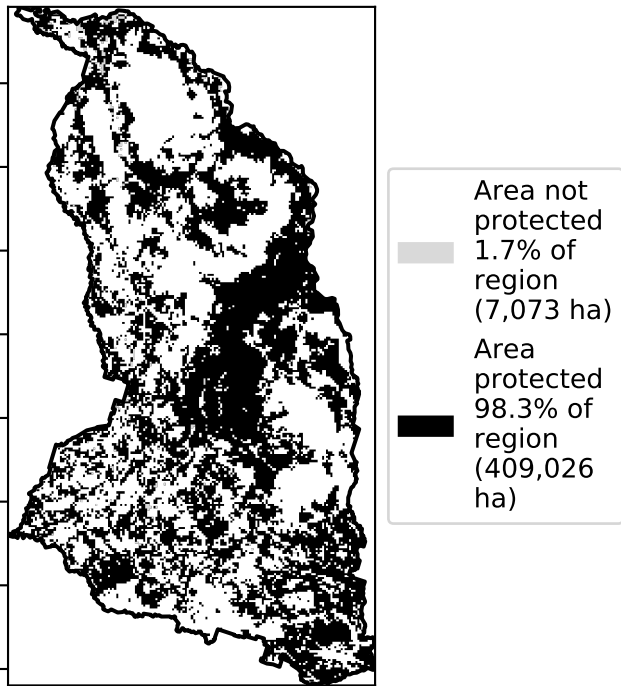 Area not
protected
1.7% of
region
(7,073 ha)
Area
protected
98.3% of
region
(409,026
ha)